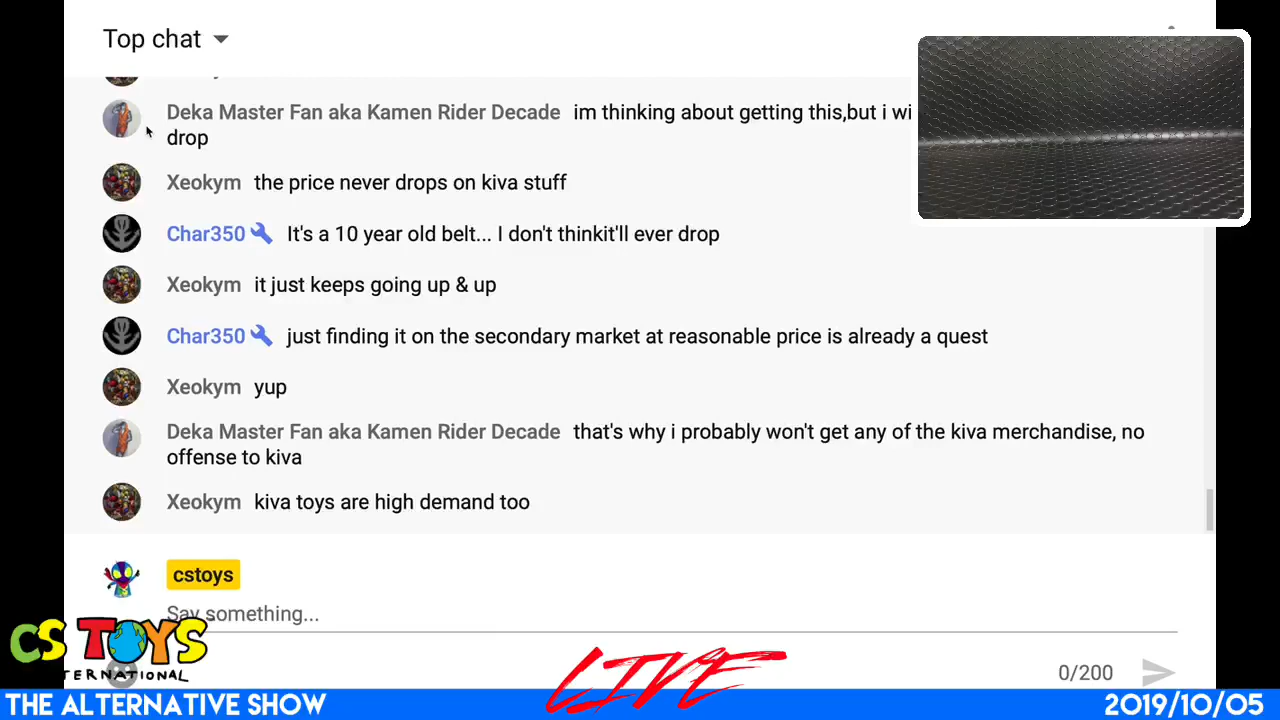 Top chat
Deka Master Fan aka Kamen Rider Decade im thinking about getting this,but i wi
drop
Xeokym the price never drops on kiva stuff
Char350 It's a 10 year old belt... I don't thinkit'll ever drop
Xeokym it just keeps going up & up
Char350 just finding it on the secondary market at reasonable price is already a quest
Xeokym yup
Deka Master Fan aka Kamen Rider Decade that's why i probably won't get any of the kiva merchandise, no
offense to kiva
Xeokym kiva toys are high demand too
cstoys
Say something...
CS TOYS
TERNATIONAL
LIVE
0/200
THE ALTERNATIVE SHOW
2019/10/05